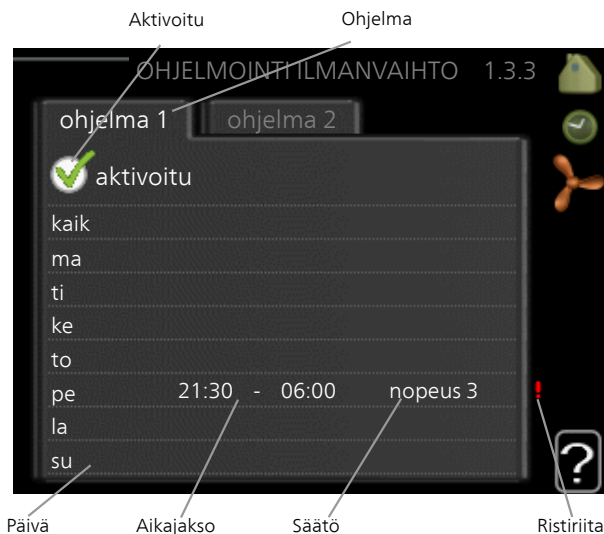 Aktivoitu Ohjelma
OHJELMOINTI ILMANVAIHTO 1.3.3
ohjelma 1 ohjelma 2
aktivoitu
kaik
ma
ti
ke
to
pe 21:30 - 06:00 nopeus 3 !
la
su
?
Päivä Aikajakso Säätö Ristiriita